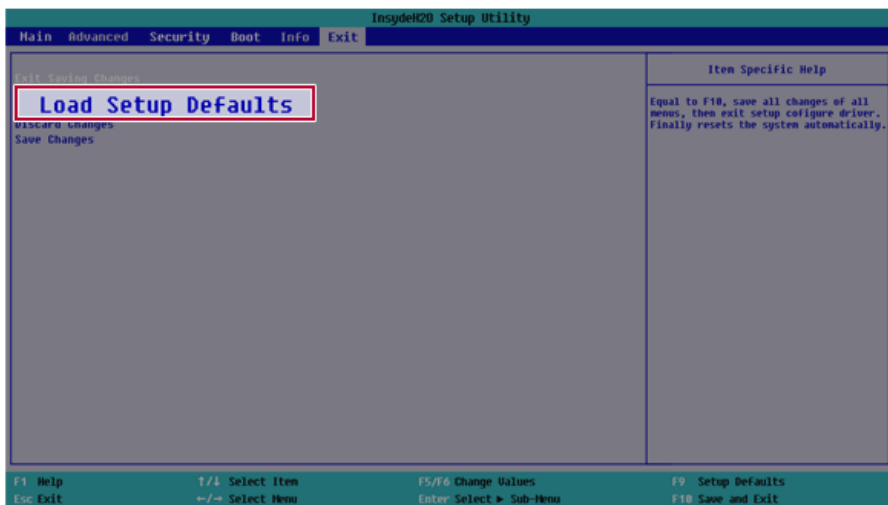 InsydeH20 Setup Utility
Main Advanced Security Boot Info Exit
Exit Saving Changes
Load Setup Defaults
Discard Changes
Save Changes
Item Specific Help
Equal to F10, save all changes of all
menus, then exit setup cofigure driver.
Finally resets the system automatically.
F1 Help ↑/↓ Select Item F5/F6 Change Values F9 Setup Defaults
Esc Exit ←/→ Select Menu Enter Select ► Sub-Menu F10 Save and Exit